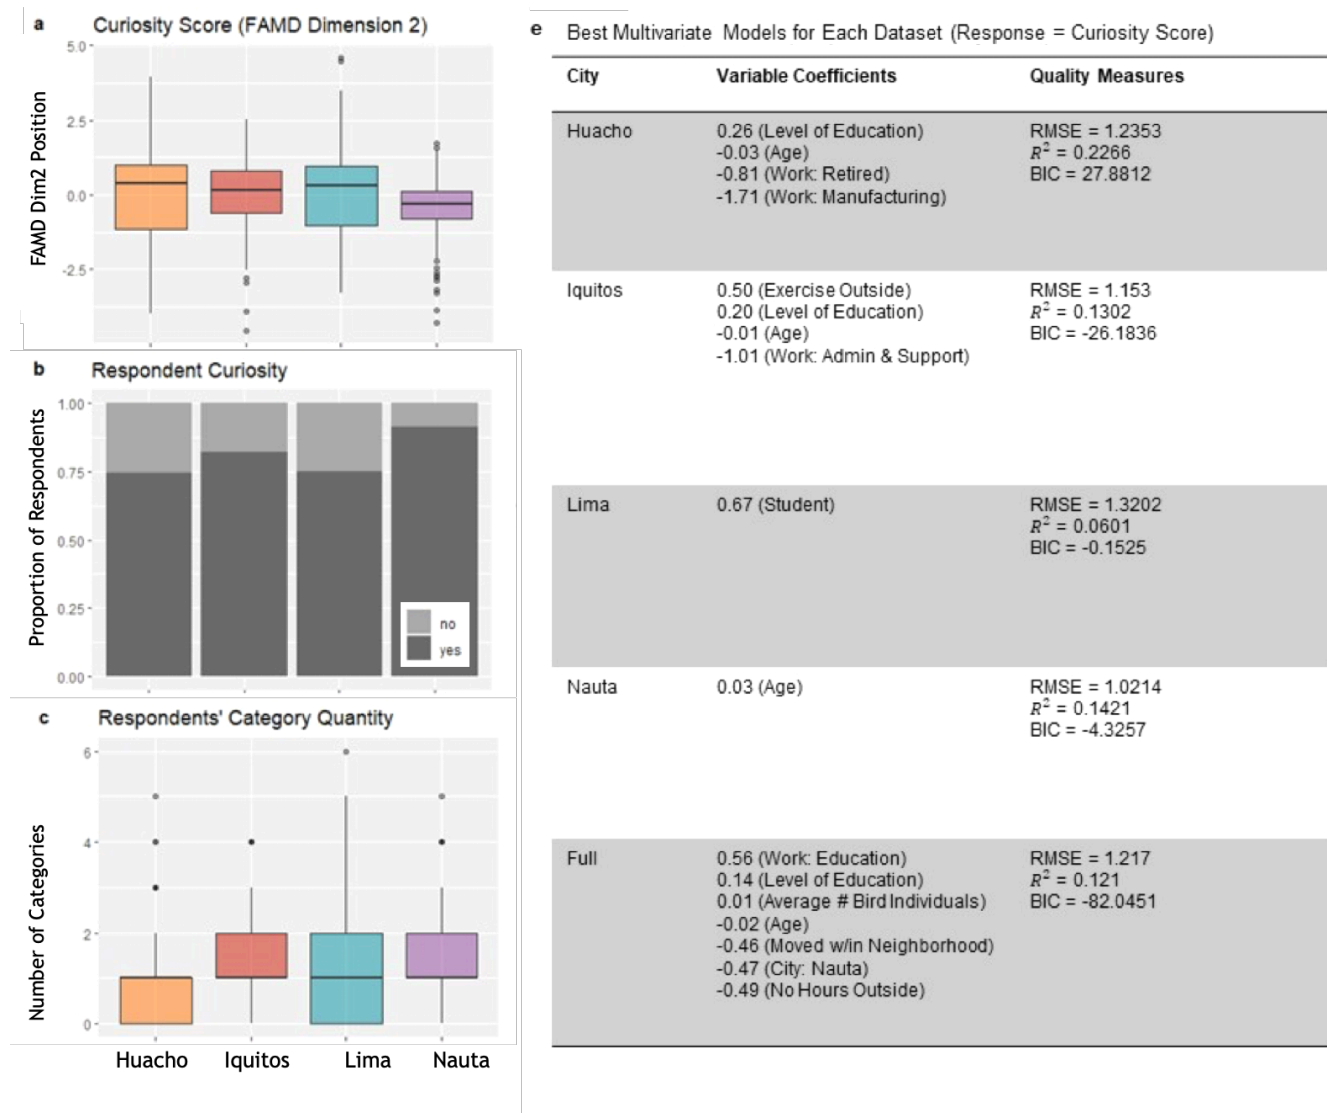 a Curiosity Score (FAMD Dimension 2)
5.0
2.5
0.0
-2.5
FAMD Dim2 Position
b Respondent Curiosity
1.00
0.75
0.50
0.25
0.00
Proportion of Respondents
no
yes
c Respondents' Category Quantity
6
4
2
0
Number of Categories
Huacho Iquitos Lima Nauta
e Best Multivariate Models for Each Dataset (Response = Curiosity Score)
City Variable Coefficients Quality Measures
Huacho 0.26 (Level of Education) RMSE = 1.2353
-0.03 (Age) R² = 0.2266
-0.81 (Work: Retired) BIC = 27.8812
-1.71 (Work: Manufacturing)
Iquitos 0.50 (Exercise Outside) RMSE = 1.153
0.20 (Level of Education) R² = 0.1302
-0.01 (Age) BIC = -26.1836
-1.01 (Work: Admin & Support)
Lima 0.67 (Student) RMSE = 1.3202
R² = 0.0601
BIC = -0.1525
Nauta 0.03 (Age) RMSE = 1.0214
R² = 0.1421
BIC = -4.3257
Full 0.56 (Work: Education) RMSE = 1.217
0.14 (Level of Education) R² = 0.121
0.01 (Average # Bird Individuals) BIC = -82.0451
-0.02 (Age)
-0.46 (Moved w/in Neighborhood)
-0.47 (City: Nauta)
-0.49 (No Hours Outside)